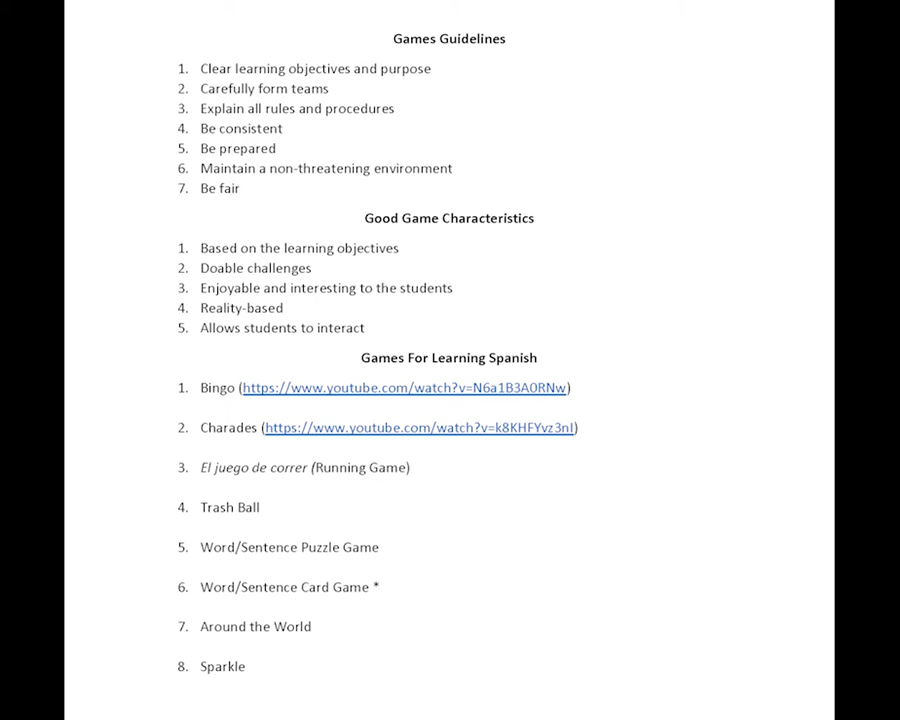 Games Guidelines
1. Clear learning objectives and purpose
2. Carefully form teams
3. Explain all rules and procedures
4. Be consistent
5. Be prepared
6. Maintain a non-threatening environment
7. Be fair
Good Game Characteristics
1. Based on the learning objectives
2. Doable challenges
3. Enjoyable and interesting to the students
4. Reality-based
5. Allows students to interact
Games For Learning Spanish
1. Bingo (https://www.youtube.com/watch?v=N6a1B3A0RNw)
2. Charades (https://www.youtube.com/watch?v=k8KHFYvz3nI)
3. El juego de correr (Running Game)
4. Trash Ball
5. Word/Sentence Puzzle Game
6. Word/Sentence Card Game *
7. Around the World
8. Sparkle